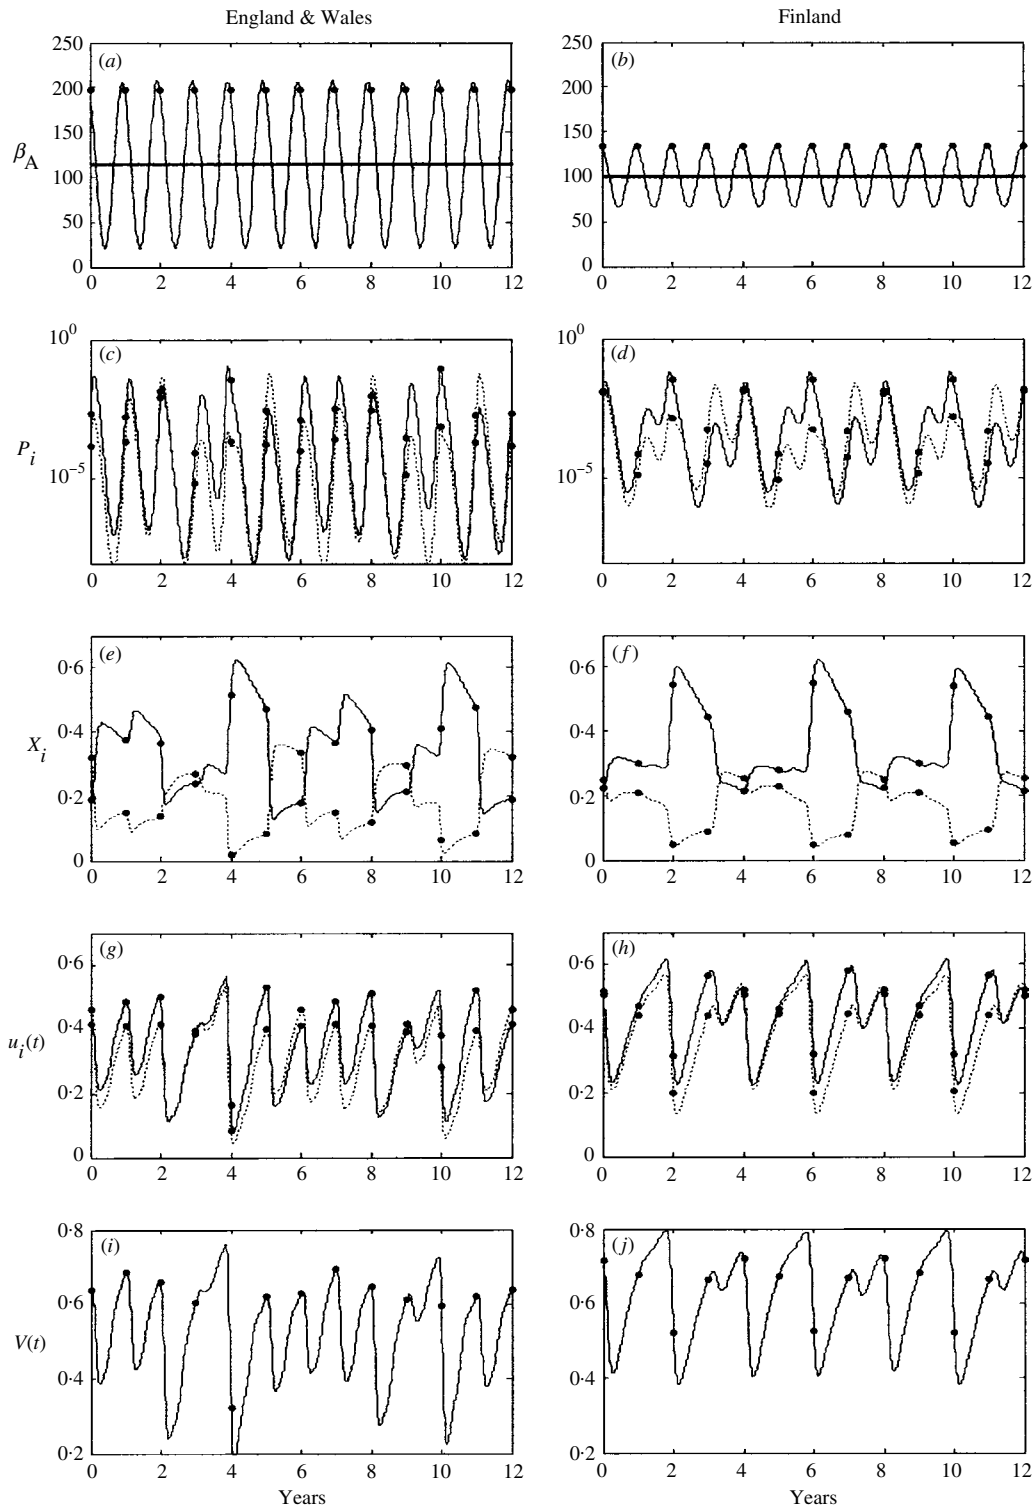 England & Wales
Finland
(a)
250
200
150
100
50
0
β_A
0 2 4 6 8 10 12
(b)
250
200
150
100
50
0
0 2 4 6 8 10 12
(c)
10^0
10^-5
P_i
0 2 4 6 8 10 12
(d)
10^0
10^-5
0 2 4 6 8 10 12
(e)
0·6
0·4
0·2
0
X_i
0 2 4 6 8 10 12
(f)
0·6
0·4
0·2
0
0 2 4 6 8 10 12
(g)
0·6
0·4
0·2
0
u_i(t)
0 2 4 6 8 10 12
(h)
0·6
0·4
0·2
0
0 2 4 6 8 10 12
(i)
0·8
0·6
0·4
0·2
V(t)
0 2 4 6 8 10 12
Years
(j)
0·8
0·6
0·4
0·2
0 2 4 6 8 10 12
Years